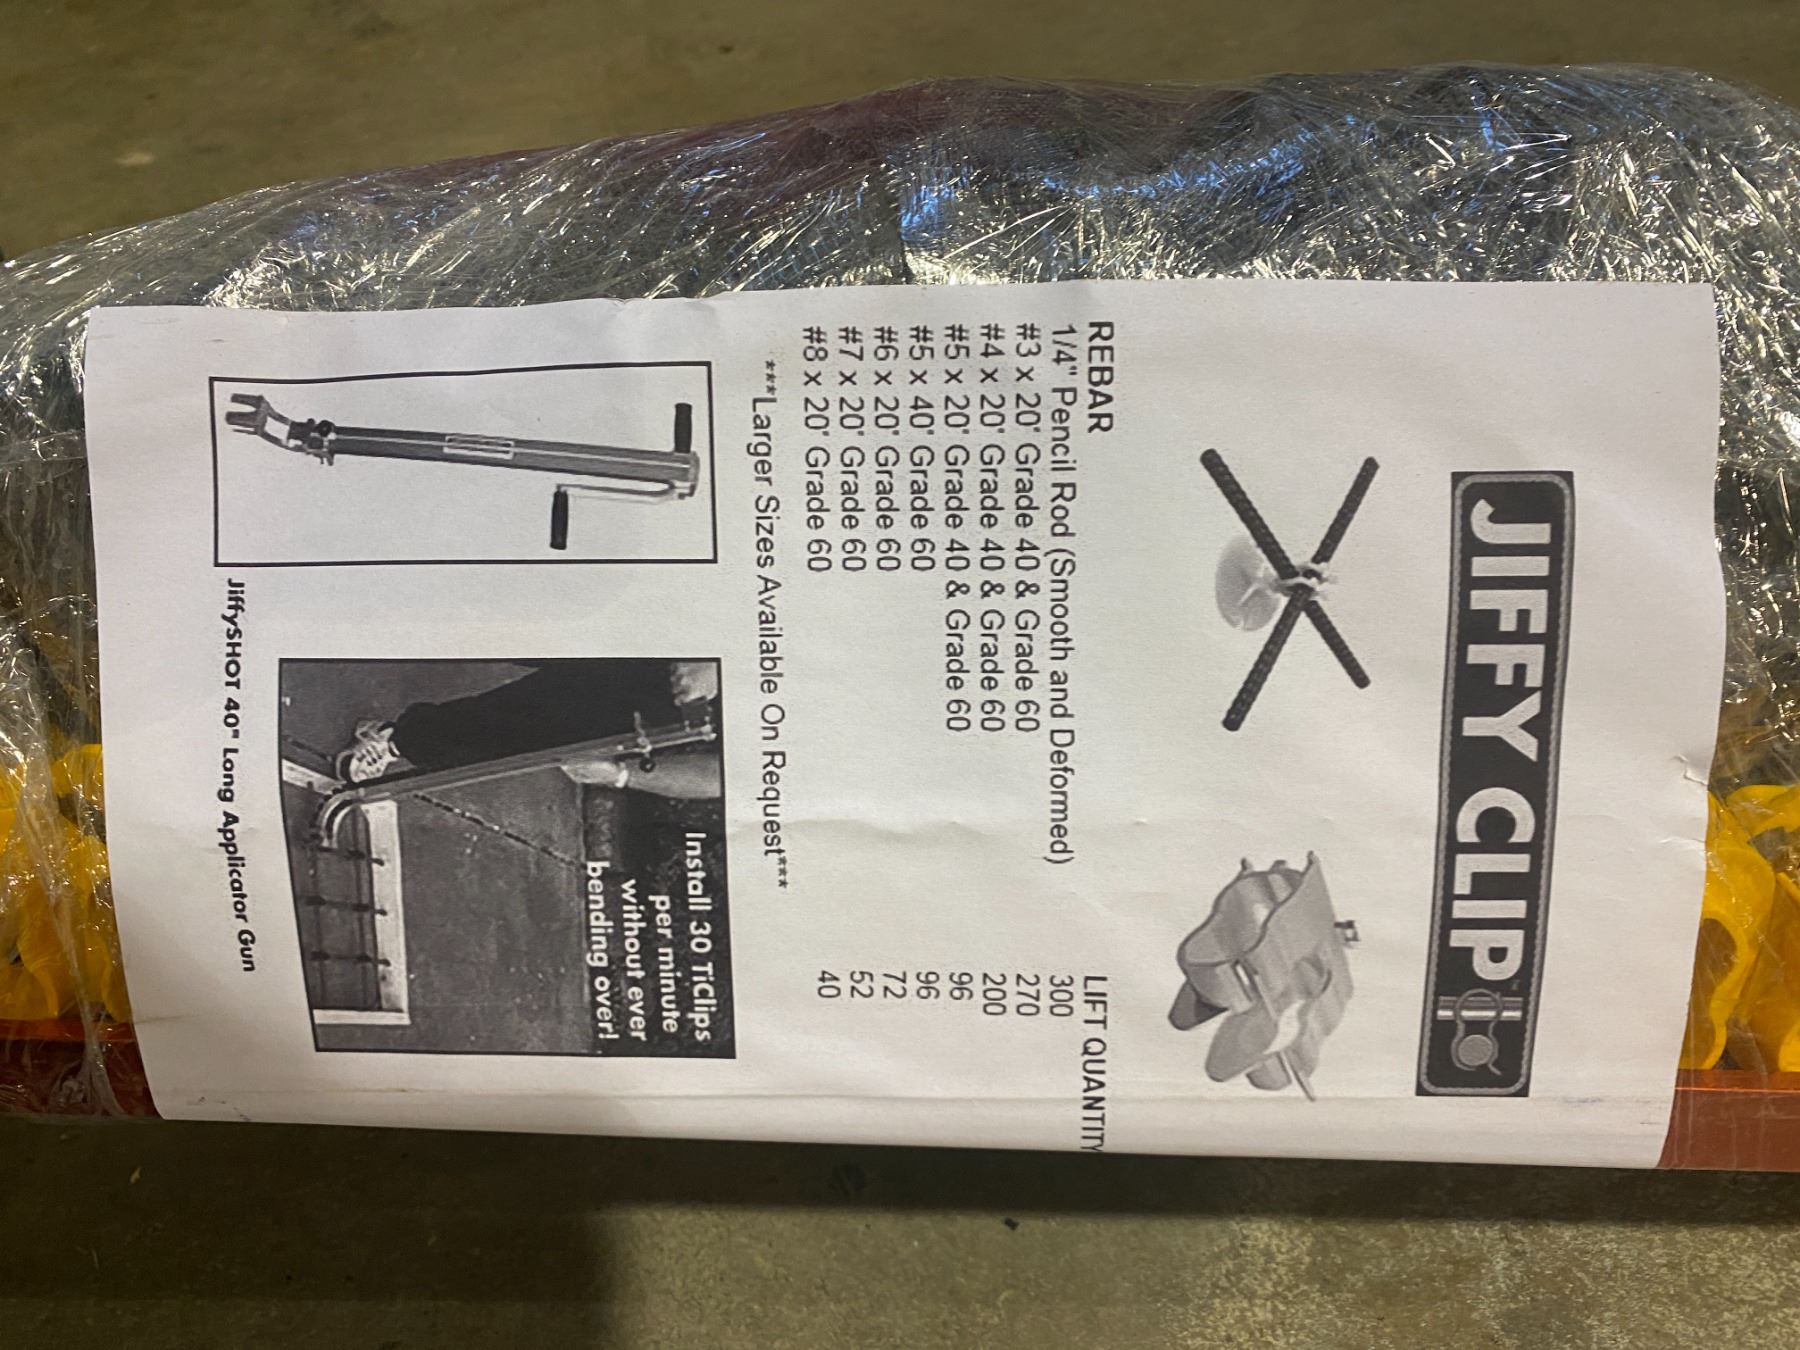 JIFFY CLIP
REBAR LIFT QUANTITY
1/4" Pencil Rod (Smooth and Deformed) 300
#3 x 20' Grade 40 & Grade 60 270
#4 x 20' Grade 40 & Grade 60 200
#5 x 20' Grade 40 & Grade 60 96
#5 x 40' Grade 60 96
#6 x 20' Grade 60 72
#7 x 20' Grade 60 52
#8 x 20' Grade 60 40
***Larger Sizes Available On Request***
Install 30 Ticlips
per minute
without ever
bending over!
JiffySHOT 40" Long Applicator Gun